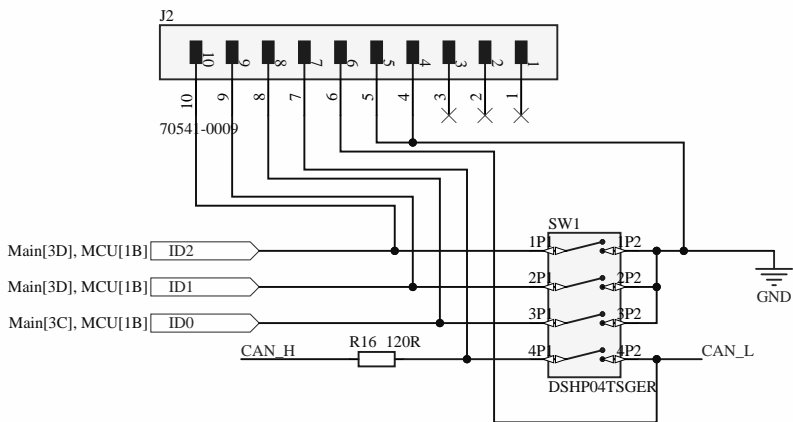 J2
10 9 8 7 6 5 4 3 2 1
10 9 8 7 6 5 4 3 2 1
70541-0009
SW1
Main[3D], MCU[1B] ID2 1P1 1P2
Main[3D], MCU[1B] ID1 2P1 2P2
GND
Main[3C], MCU[1B] ID0 3P1 3P2
CAN_H R16 120R 4P1 4P2 CAN_L
DSHP04TSGER